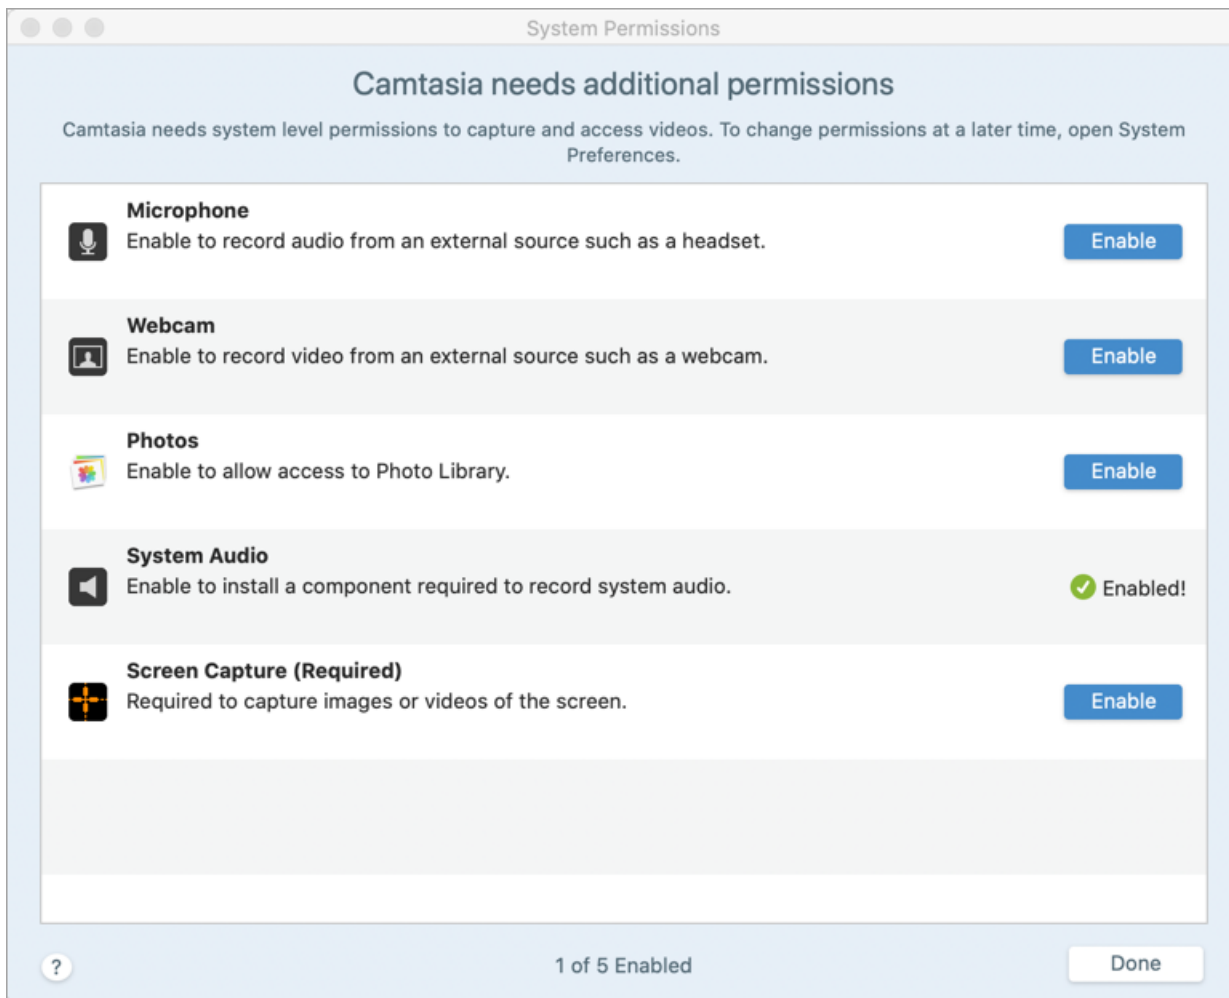 System Permissions
Camtasia needs additional permissions
Camtasia needs system level permissions to capture and access videos. To change permissions at a later time, open System
Preferences.
Microphone
Enable to record audio from an external source such as a headset.
Enable
Webcam
Enable to record video from an external source such as a webcam.
Enable
Photos
Enable to allow access to Photo Library.
Enable
System Audio
Enable to install a component required to record system audio.
Enabled!
Screen Capture (Required)
Required to capture images or videos of the screen.
Enable
?
1 of 5 Enabled
Done